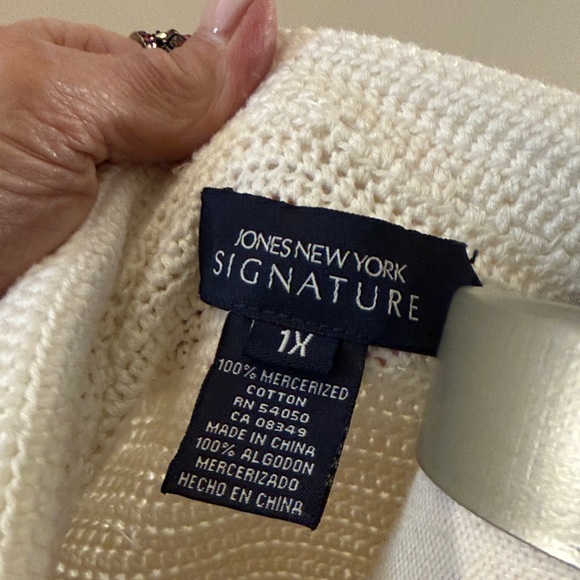 JONES NEW YORK
SIGNATURE
1X
100% MERCERIZED
COTTON
RN 54050
CA 08349
MADE IN CHINA
100% ALGODON
MERCERIZADO
HECHO EN CHINA